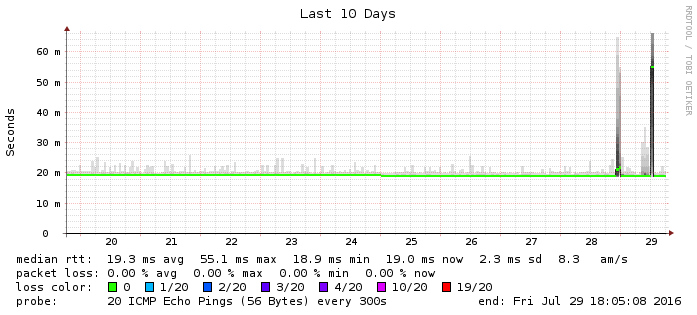 Last 10 Days
RRDTOOL / TOBI OETIKER
Seconds
60 m
50 m
40 m
30 m
20 m
10 m
0
20 21 22 23 24 25 26 27 28 29
median rtt: 19.3 ms avg 55.1 ms max 18.9 ms min 19.0 ms now 2.3 ms sd 8.3 am/s
packet loss: 0.00 % avg 0.00 % max 0.00 % min 0.00 % now
loss color: 0 1/20 2/20 3/20 4/20 10/20 19/20
probe: 20 ICMP Echo Pings (56 Bytes) every 300s end: Fri Jul 29 18:05:08 2016